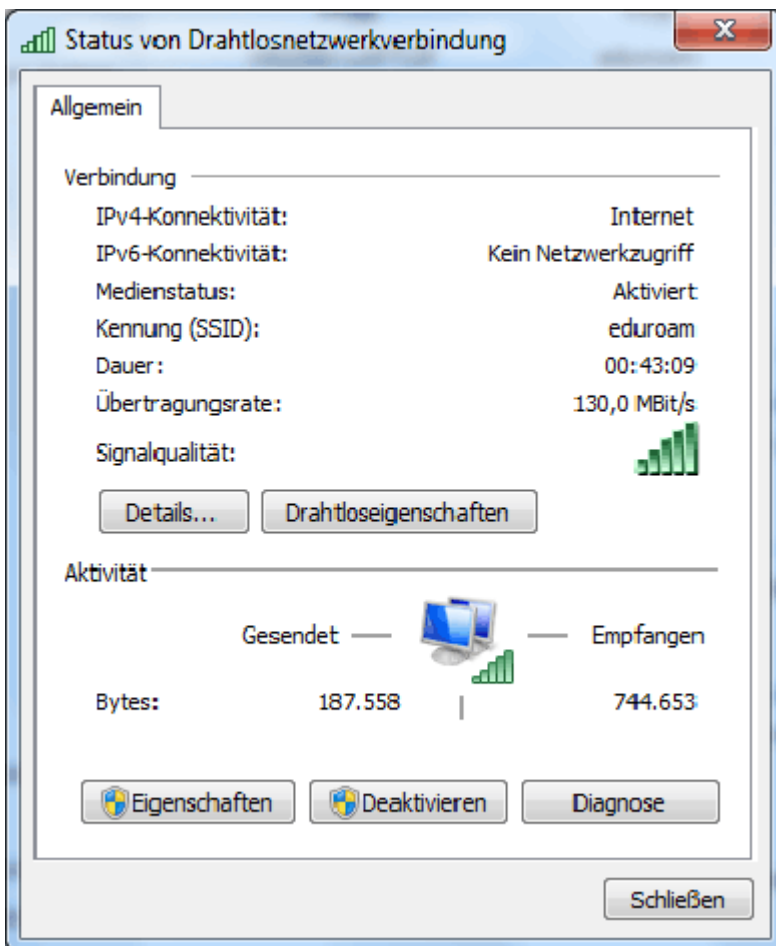 Status von Drahtlosnetzwerkverbindung
Allgemein
Verbindung
IPv4-Konnektivität: Internet
IPv6-Konnektivität: Kein Netzwerkzugriff
Medienstatus: Aktiviert
Kennung (SSID): eduroam
Dauer: 00:43:09
Übertragungsrate: 130,0 MBit/s
Signalqualität:
Details... Drahtloseigenschaften
Aktivität
Gesendet Empfangen
Bytes: 187.558 744.653
Eigenschaften Deaktivieren Diagnose
Schließen